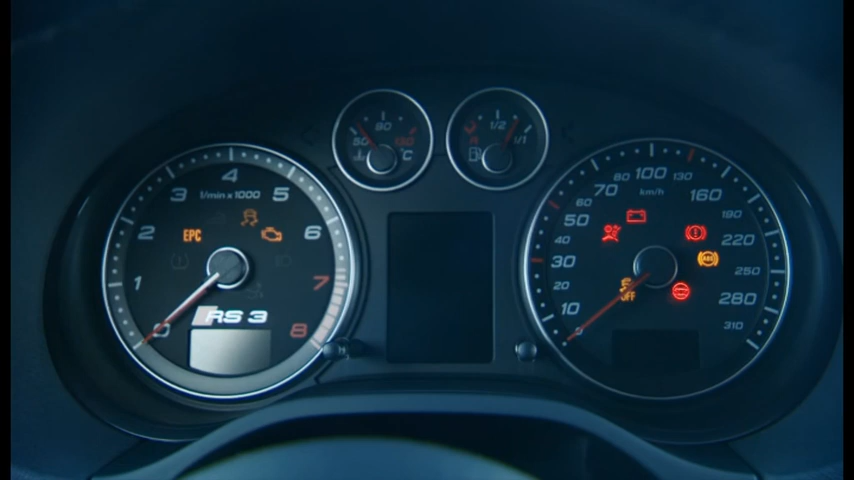 50 90 130 °C
R 1/2 1/1
0 1 2 3 4 5 6 7 8
1/min x 1000
EPC
RS 3
10 20 30 40 50 60 70 80 100 130 160 190 220 250 280 310
km/h
ABS
OFF